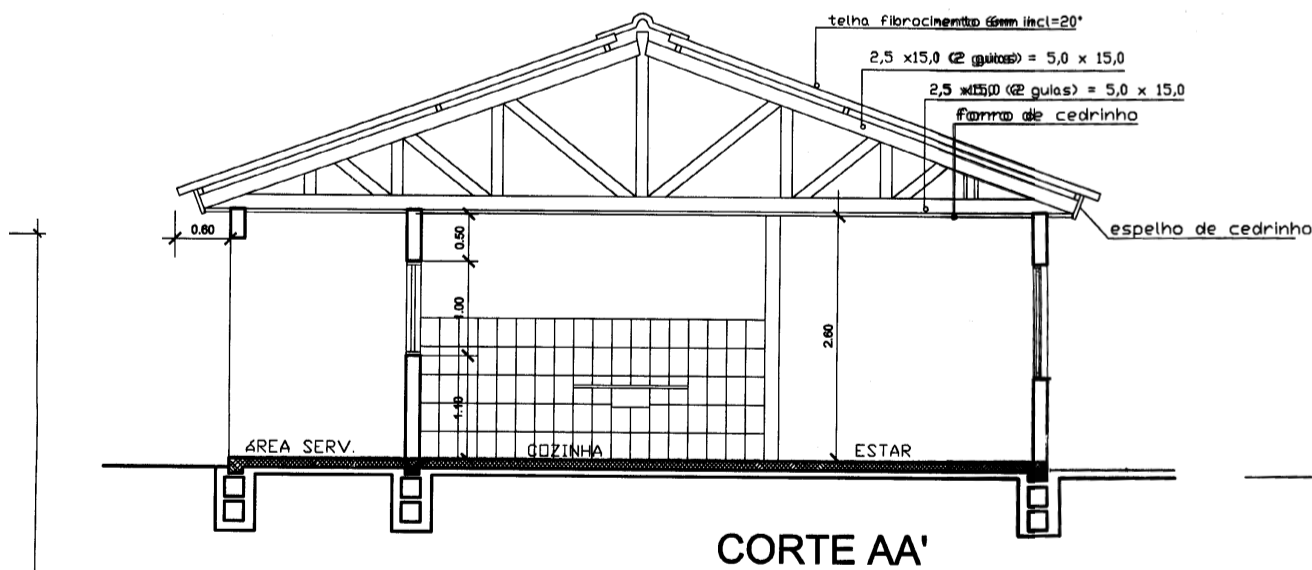 telha fibrocimento 6mm incl=20°
2,5 x15,0 (2 guias) = 5,0 x 15,0
2,5 x15,0 (2 guias) = 5,0 x 15,0
forro de cedrinho
espelho de cedrinho
0.60
0.50
1.00
2.60
1.10
ÁREA SERV.
COZINHA
ESTAR
CORTE AA'